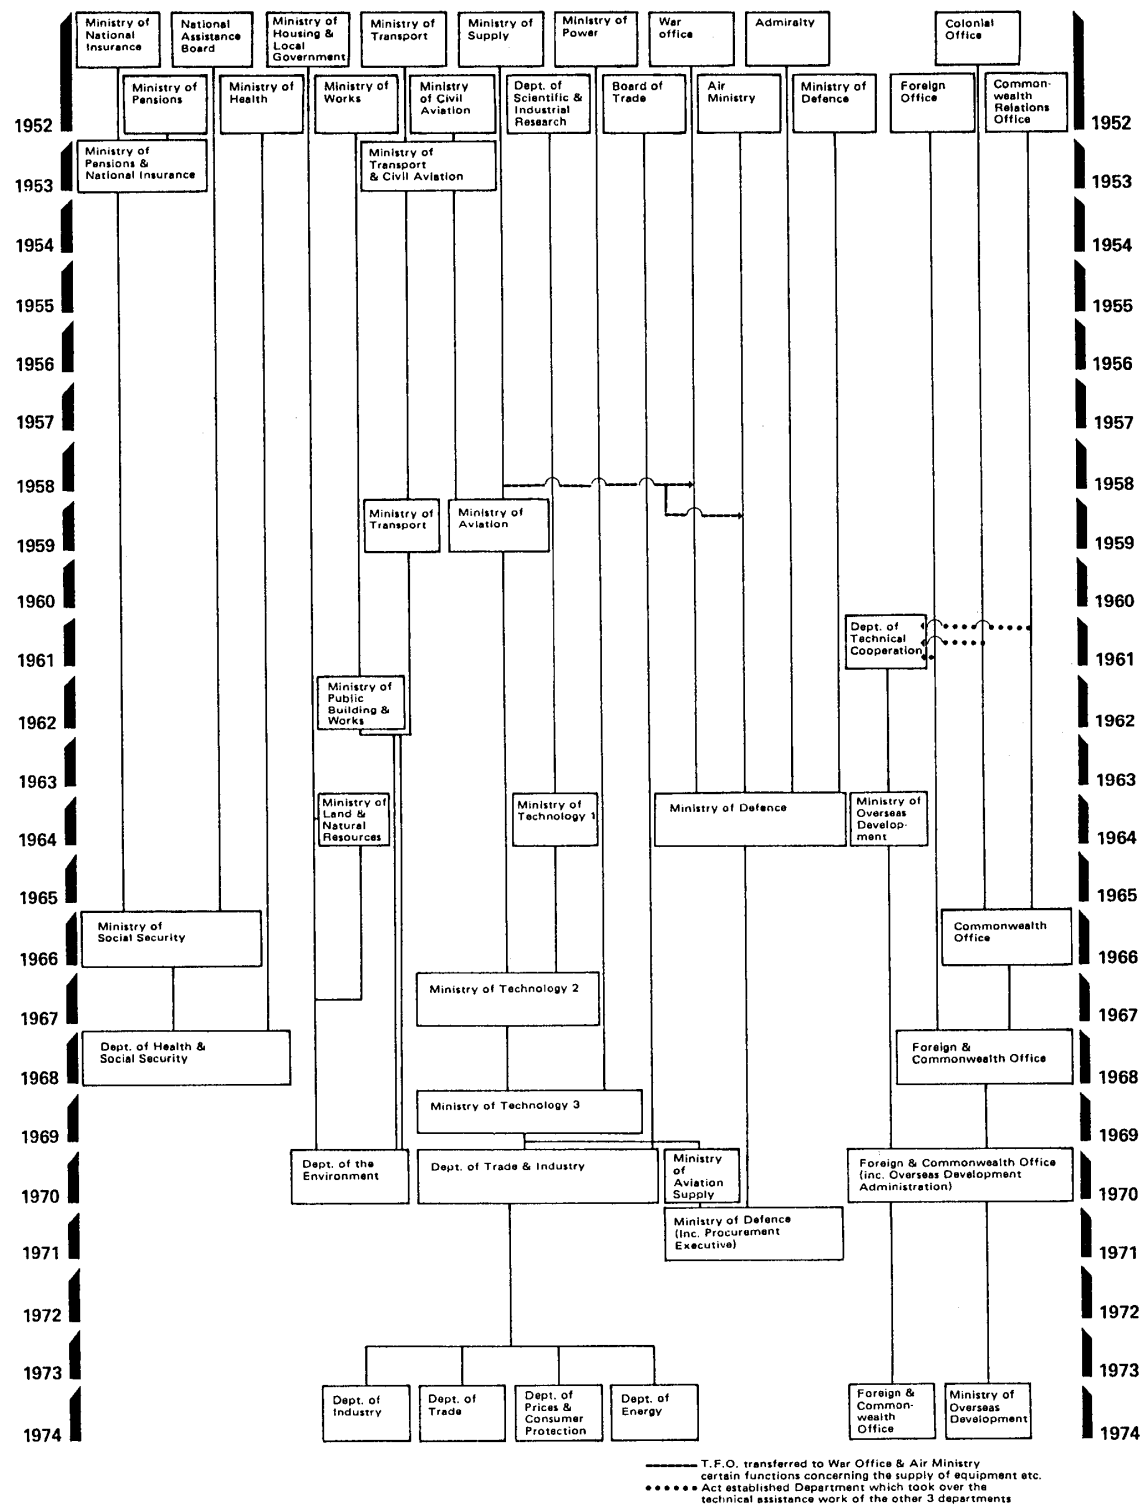 Ministry of
National
Insurance
National
Assistance
Board
Ministry of
Housing &
Local
Government
Ministry of
Transport
Ministry of
Supply
Ministry of
Power
War
office
Admiralty
Colonial
Office
Ministry of
Pensions
Ministry of
Health
Ministry of
Works
Ministry
of Civil
Aviation
Dept. of
Scientific &
Industrial
Research
Board of
Trade
Air
Ministry
Ministry of
Defence
Foreign
Office
Common-
wealth
Relations
Office
1952
1952
Ministry of
Pensions &
National Insurance
Ministry of
Transport
& Civil Aviation
1953
1953
1954
1954
1955
1955
1956
1956
1957
1957
1958
1958
Ministry of
Transport
Ministry of
Aviation
1959
1959
1960
1960
Dept. of
Technical
Cooperation
1961
1961
Ministry of
Public
Building &
Works
1962
1962
1963
1963
Ministry of
Land &
Natural
Resources
Ministry of
Technology 1
Ministry of Defence
Ministry of
Overseas
Develop-
ment
1964
1964
1965
1965
Ministry of
Social Security
Commonwealth
Office
1966
1966
Ministry of Technology 2
1967
1967
Dept. of Health &
Social Security
Foreign &
Commonwealth Office
1968
1968
Ministry of Technology 3
1969
1969
Dept. of the
Environment
Dept. of Trade & Industry
Ministry
of
Aviation
Supply
Foreign & Commonwealth Office
(inc. Overseas Development
Administration)
1970
1970
Ministry of Defence
(Inc. Procurement
Executive)
1971
1971
1972
1972
1973
1973
Dept. of
Industry
Dept. of
Trade
Dept. of
Prices &
Consumer
Protection
Dept. of
Energy
Foreign &
Common-
wealth
Office
Ministry of
Overseas
Development
1974
1974
T.F.O. transferred to War Office & Air Ministry
certain functions concerning the supply of equipment etc.
Act established Department which took over the
technical assistance work of the other 3 departments